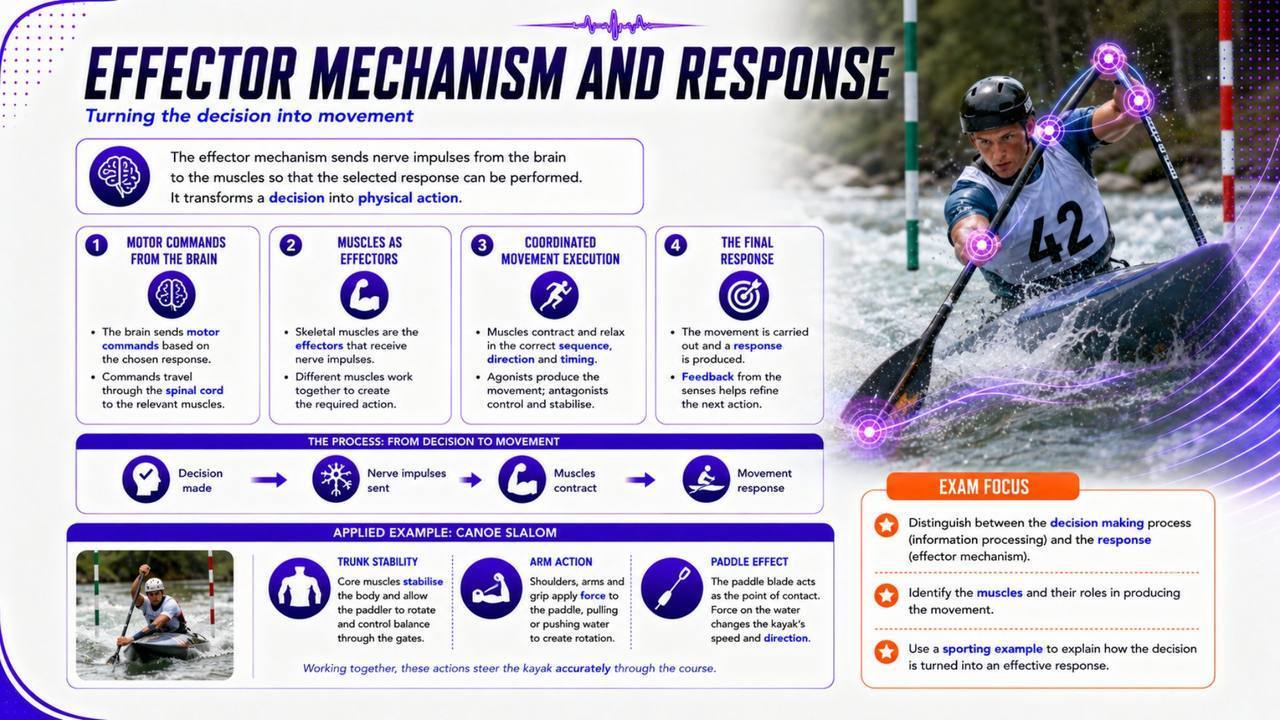 EFFECTOR MECHANISM AND RESPONSE
Turning the decision into movement
The effector mechanism sends nerve impulses from the brain
to the muscles so that the selected response can be performed.
It transforms a decision into physical action.
1
MOTOR COMMANDS
FROM THE BRAIN
• The brain sends motor
commands based on
the chosen response.
• Commands travel
through the spinal cord
to the relevant muscles.
2
MUSCLES AS
EFFECTORS
• Skeletal muscles are the
effectors that receive
nerve impulses.
• Different muscles work
together to create
the required action.
3
COORDINATED
MOVEMENT EXECUTION
• Muscles contract and relax
in the correct sequence,
direction and timing.
• Agonists produce the
movement; antagonists
control and stabilise.
4
THE FINAL
RESPONSE
• The movement is carried
out and a response
is produced.
• Feedback from the
senses helps refine
the next action.
THE PROCESS: FROM DECISION TO MOVEMENT
Decision
made
Nerve impulses
sent
Muscles
contract
Movement
response
APPLIED EXAMPLE: CANOE SLALOM
TRUNK STABILITY
Core muscles stabilise
the body and allow
the paddler to rotate
and control balance
through the gates.
ARM ACTION
Shoulders, arms and
grip apply force to
the paddle, pulling
or pushing water
to create rotation.
PADDLE EFFECT
The paddle blade acts
as the point of contact.
Force on the water
changes the kayak's
speed and direction.
Working together, these actions steer the kayak accurately through the course.
42
EXAM FOCUS
Distinguish between the decision making process
(information processing) and the response
(effector mechanism).
Identify the muscles and their roles in producing
the movement.
Use a sporting example to explain how the decision
is turned into an effective response.